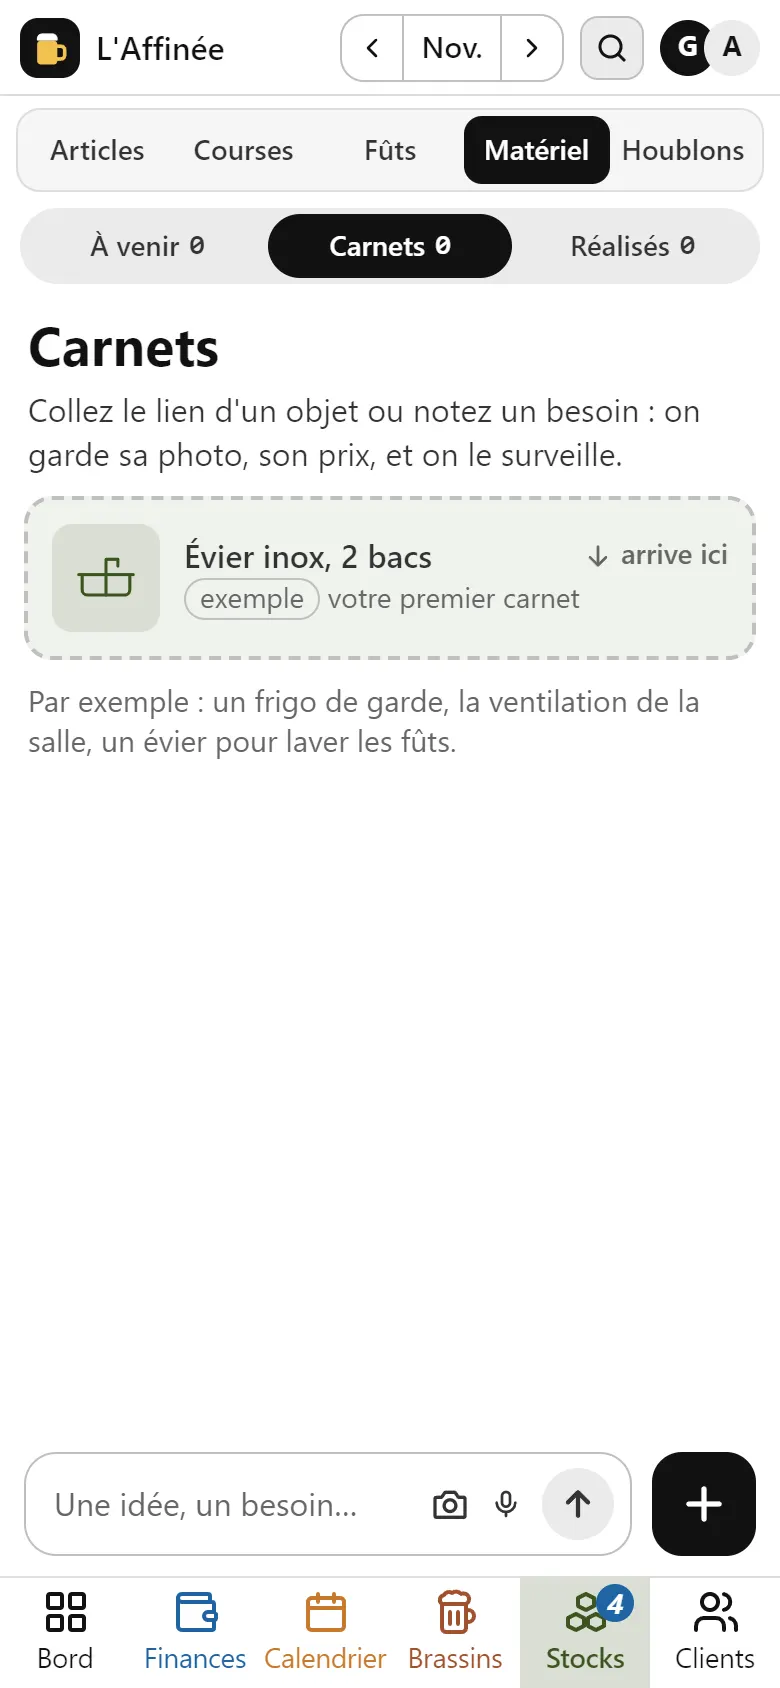 L'Affinée
Nov.
G A
Articles Courses Fûts Matériel Houblons
À venir 0 Carnets 0 Réalisés 0
Carnets
Collez le lien d'un objet ou notez un besoin : on
garde sa photo, son prix, et on le surveille.
Évier inox, 2 bacs
arrive ici
exemple votre premier carnet
Par exemple : un frigo de garde, la ventilation de la
salle, un évier pour laver les fûts.
Une idée, un besoin...
4
Bord Finances Calendrier Brassins Stocks Clients